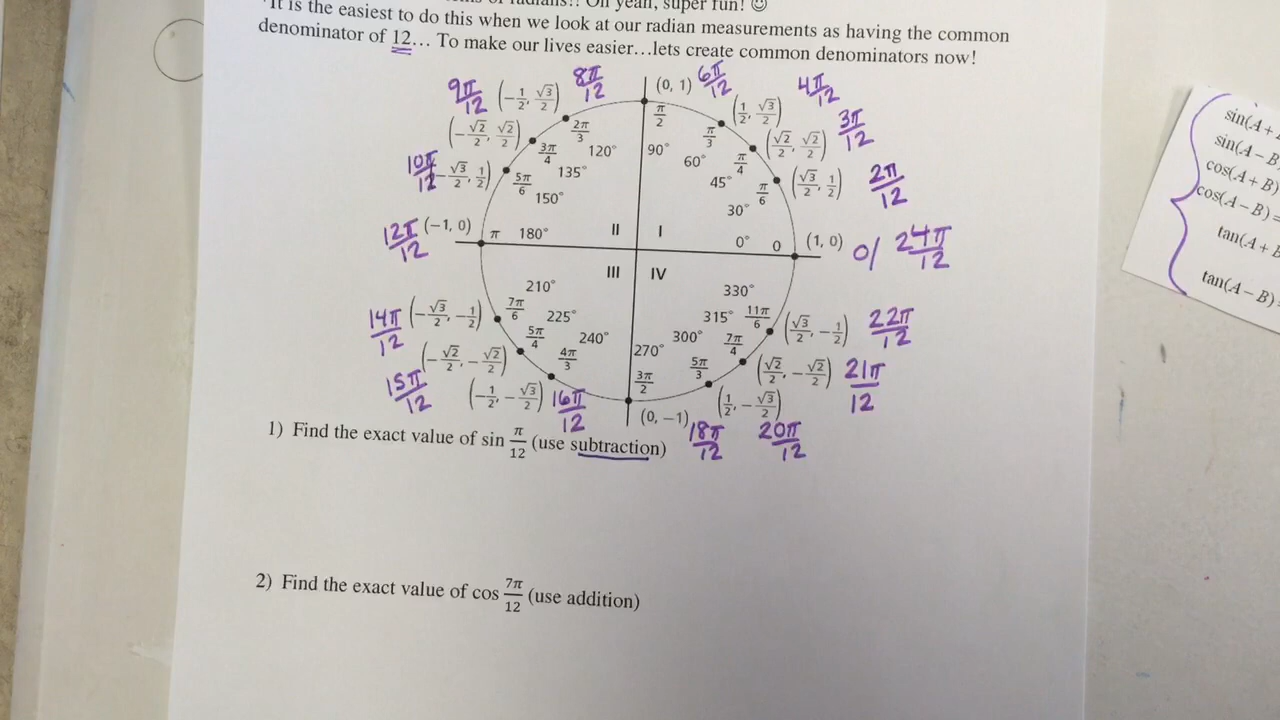 Oh yeah, super fun! ☺
It is the easiest to do this when we look at our radian measurements as having the common
denominator of 12… To make our lives easier…lets create common denominators now!
9π/12 (-1/2, √3/2) 8π/12 (0, 1) 6π/12 (1/2, √3/2) 4π/12
(-√2/2, √2/2) 2π/3 π/2 π/3 (√2/2, √2/2) 3π/12
3π/4 120° 90° 60° π/4
10π/12 -√3/2, 1/2) 5π/6 135° 45° π/6 (√3/2, 1/2) 2π/12
150° 30°
12π/12 (-1, 0) π 180° II I 0° 0 (1, 0) 0/ 24π/12
III IV
210° 330°
14π/12 (-√3/2, -1/2) 7π/6 225° 315° 11π/6 (√3/2, -1/2) 22π/12
5π/4 240° 300° 7π/4
(-√2/2, -√2/2) 4π/3 270° 5π/3 (√2/2, -√2/2) 21π/12
15π/12 (-1/2, -√3/2) 16π/12 3π/2 (1/2, -√3/2)
(0, -1) 18π/12 20π/12
1) Find the exact value of sin π/12 (use subtraction)
2) Find the exact value of cos 7π/12 (use addition)
sin(A +
sin(A − B
cos(A + B)
cos(A − B) =
tan(A + B
tan(A − B)